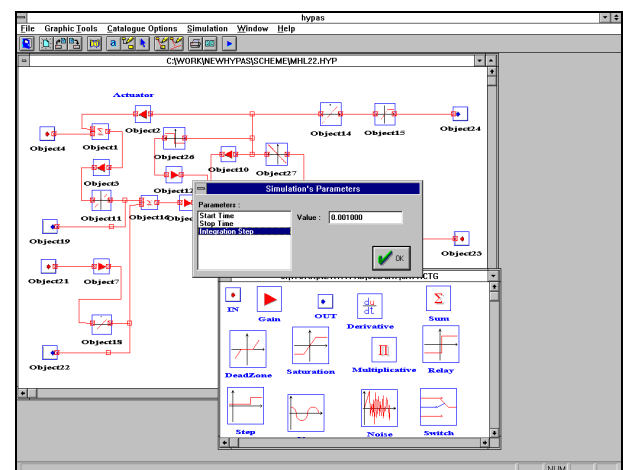 hypas
File Graphic Tools Catalogue Options Simulation Window Help
C:\WORK\NEWHYPAS\SCHEME\MHL22.HYP
Actuator
Object2
Object14
Object15
Object24
Object4
Object1
Object26
Object10
Object27
Object3
Object11
Object16
Object19
Object21
Object7
Object18
Object22
Object23
Simulation's Parameters
Parameters :
Start Time
Stop Time
Integration Step
Value : 0.001000
OK
IN
Gain
OUT
du
dt
Derivative
Σ
Sum
DeadZone
Saturation
Π
Multiplicative
Relay
Step
Noise
Switch
NUM